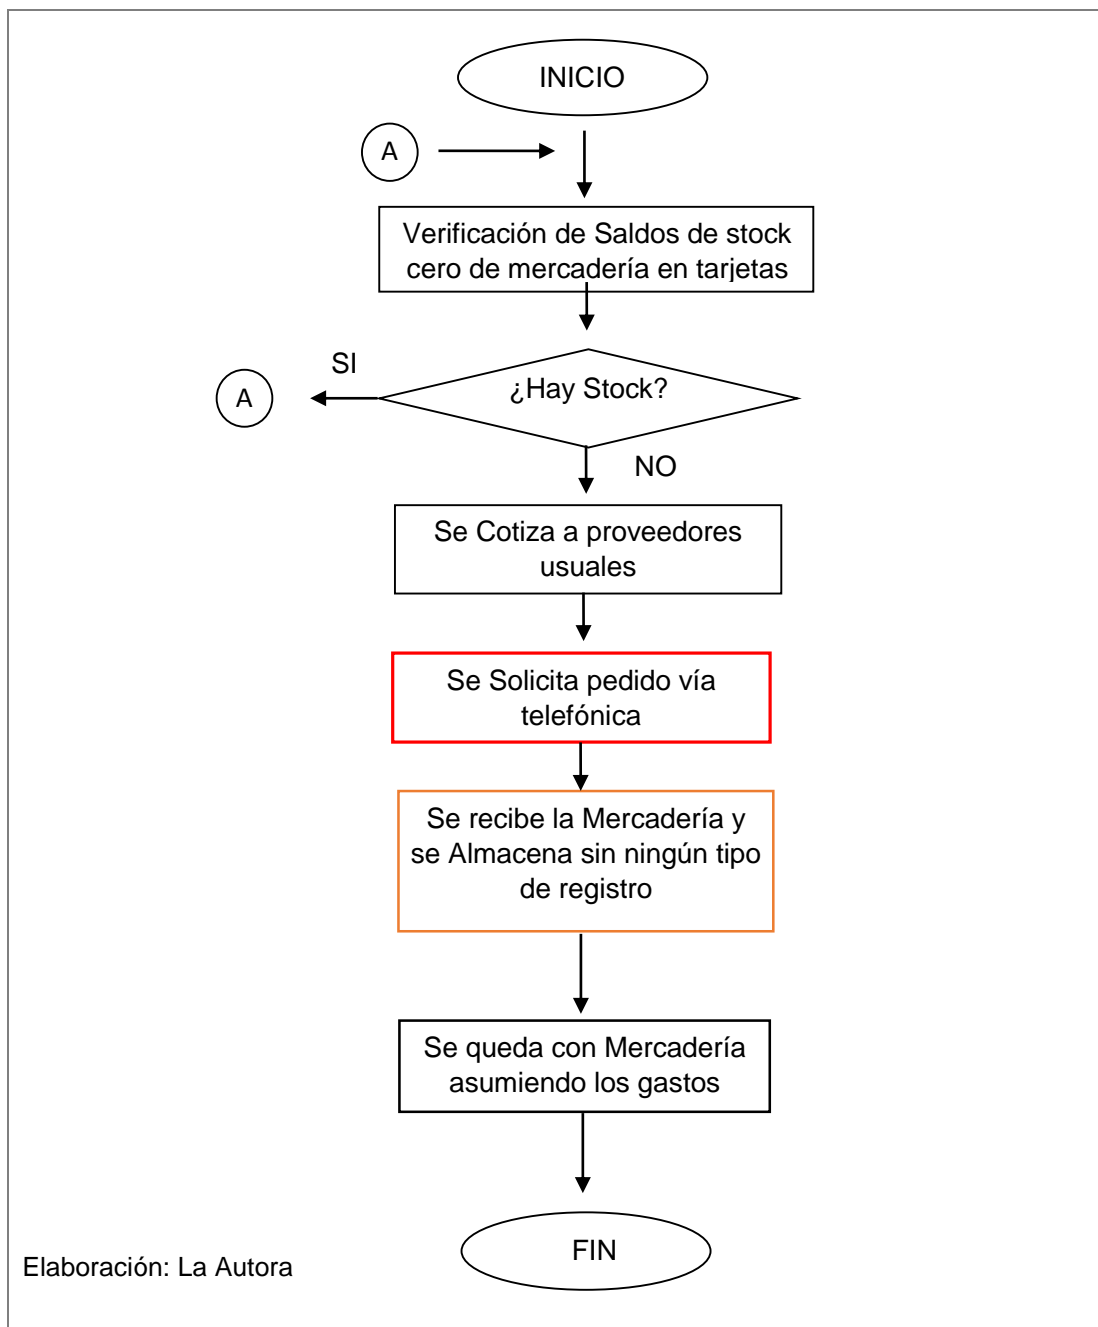 INICIO
A
Verificación de Saldos de stock
cero de mercadería en tarjetas
SI
¿Hay Stock?
A
NO
Se Cotiza a proveedores
usuales
Se Solicita pedido vía
telefónica
Se recibe la Mercadería y
se Almacena sin ningún tipo
de registro
Se queda con Mercadería
asumiendo los gastos
FIN
Elaboración: La Autora